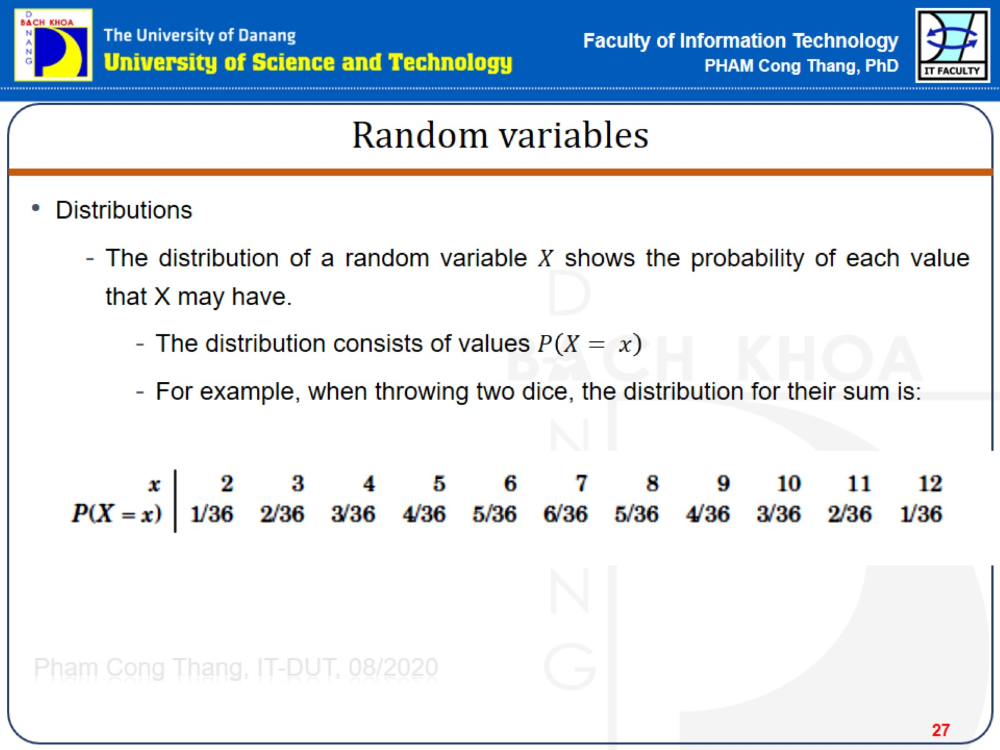 DANANG
BACH KHOA
The University of Danang
University of Science and Technology
Faculty of Information Technology
PHAM Cong Thang, PhD
IT FACULTY
Random variables
• Distributions
- The distribution of a random variable X shows the probability of each value
that X may have.
- The distribution consists of values P(X = x)
- For example, when throwing two dice, the distribution for their sum is:
x 2 3 4 5 6 7 8 9 10 11 12
P(X = x) 1/36 2/36 3/36 4/36 5/36 6/36 5/36 4/36 3/36 2/36 1/36
D
BACH KHOA
N
N
G
Pham Cong Thang, IT-DUT, 08/2020
27